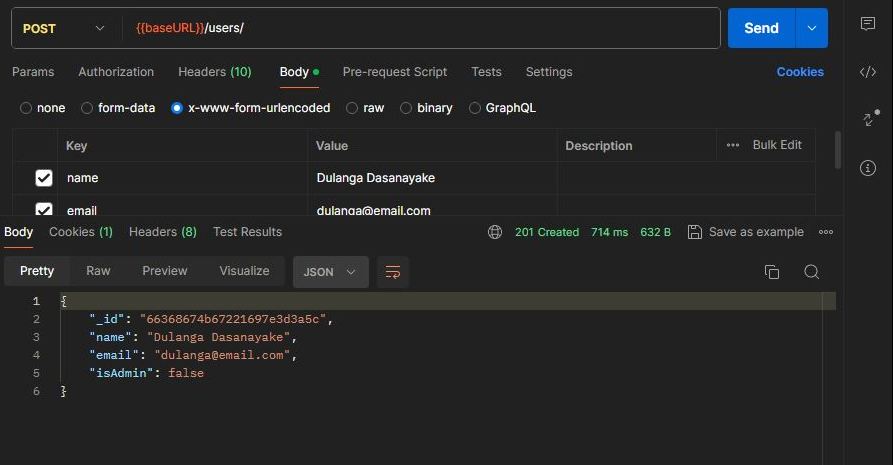 POST {{baseURL}}/users/ Send
Params Authorization Headers (10) Body Pre-request Script Tests Settings Cookies
none form-data x-www-form-urlencoded raw binary GraphQL
Key Value Description Bulk Edit
name Dulanga Dasanayake
email dulanga@email.com
Body Cookies (1) Headers (8) Test Results 201 Created 714 ms 632 B Save as example
Pretty Raw Preview Visualize JSON
1 {
2 "_id": "66368674b67221697e3d3a5c",
3 "name": "Dulanga Dasanayake",
4 "email": "dulanga@email.com",
5 "isAdmin": false
6 }